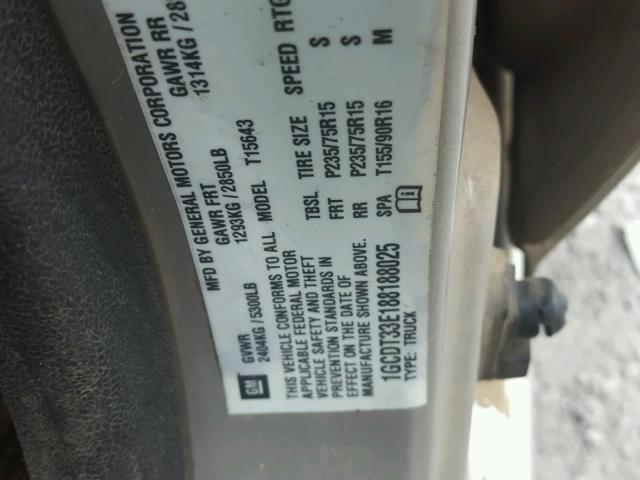 MFD BY GENERAL MOTORS CORPORATION
GVWR GAWR FRT GAWR RR
2404KG/5300LB 1293KG/2850LB 1314KG/28
THIS VEHICLE CONFORMS TO ALL
APPLICABLE FEDERAL MOTOR
VEHICLE SAFETY AND THEFT
PREVENTION STANDARDS IN
EFFECT ON THE DATE OF
MANUFACTURE SHOWN ABOVE.
1GCDT33E188188025
TYPE: TRUCK
MODEL T15643
TBSL TIRE SIZE SPEED RTG
FRT P235/75R15 S
RR P235/75R15 S
SPA T155/90R16 M
GM